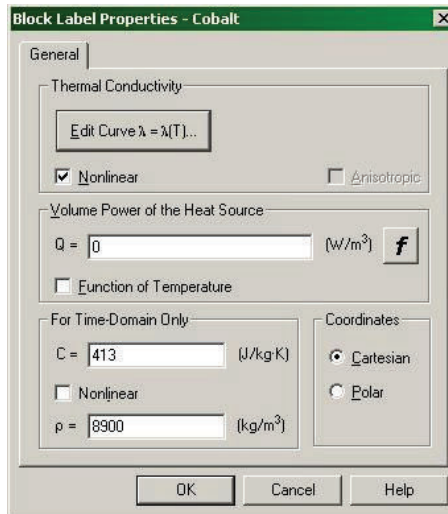 Block Label Properties - Cobalt
General
Thermal Conductivity
Edit Curve λ = λ(T)...
Nonlinear
Anisotropic
Volume Power of the Heat Source
Q = 0 (W/m³) f
Function of Temperature
For Time-Domain Only
C = 413 (J/kg·K)
Nonlinear
ρ = 8900 (kg/m³)
Coordinates
Cartesian
Polar
OK Cancel Help